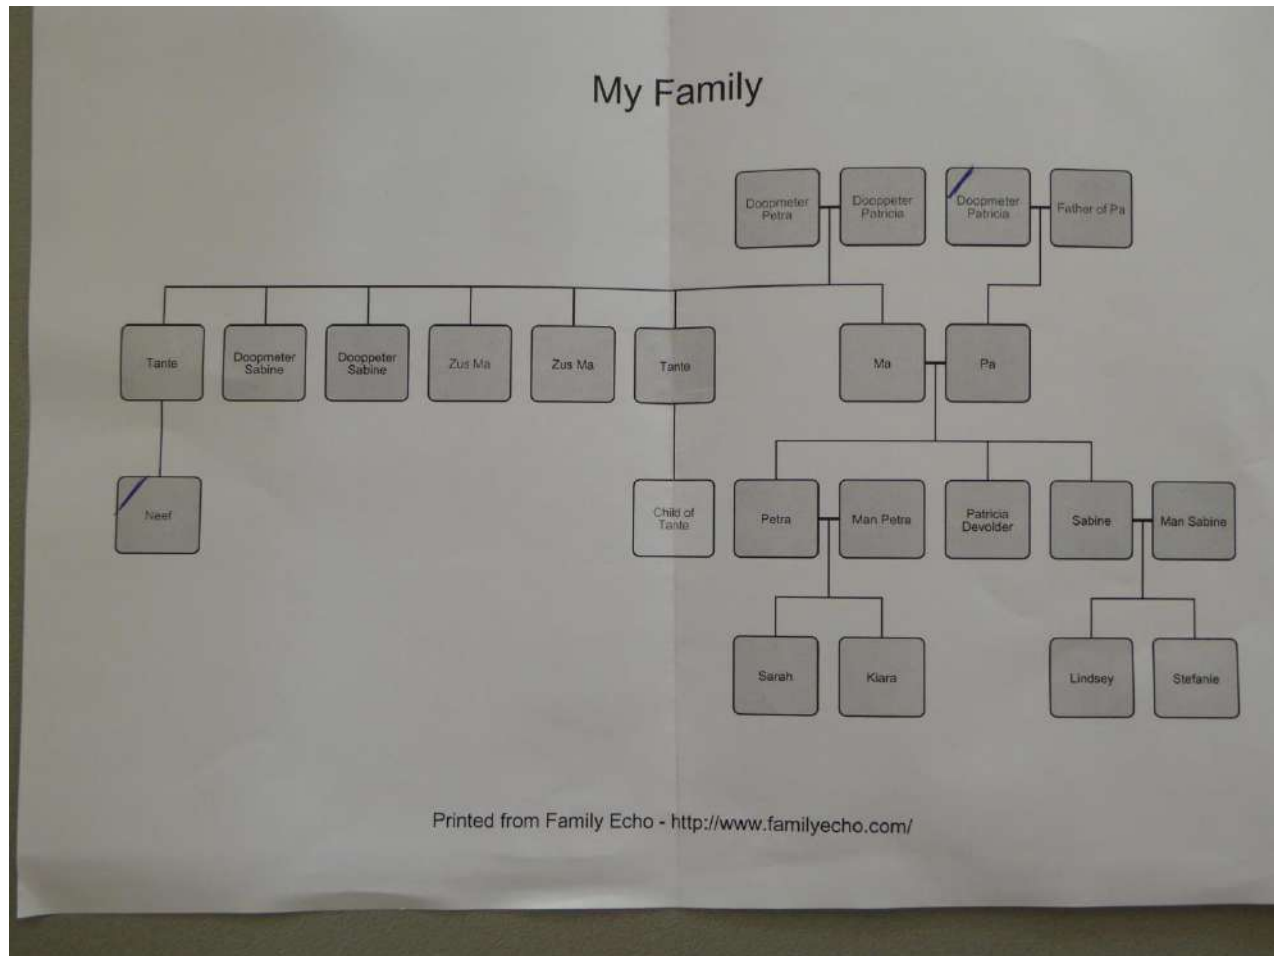 My Family
Doopmeter
Petra
Dooppeter
Patricia
Doopmeter
Patricia
Father of Pa
Tante
Doopmeter
Sabine
Dooppeter
Sabine
Zus Ma
Zus Ma
Tante
Ma
Pa
Neef
Child of
Tante
Petra
Man Petra
Patricia
Devolder
Sabine
Man Sabine
Sarah
Kiara
Lindsey
Stefanie
Printed from Family Echo - http://www.familyecho.com/